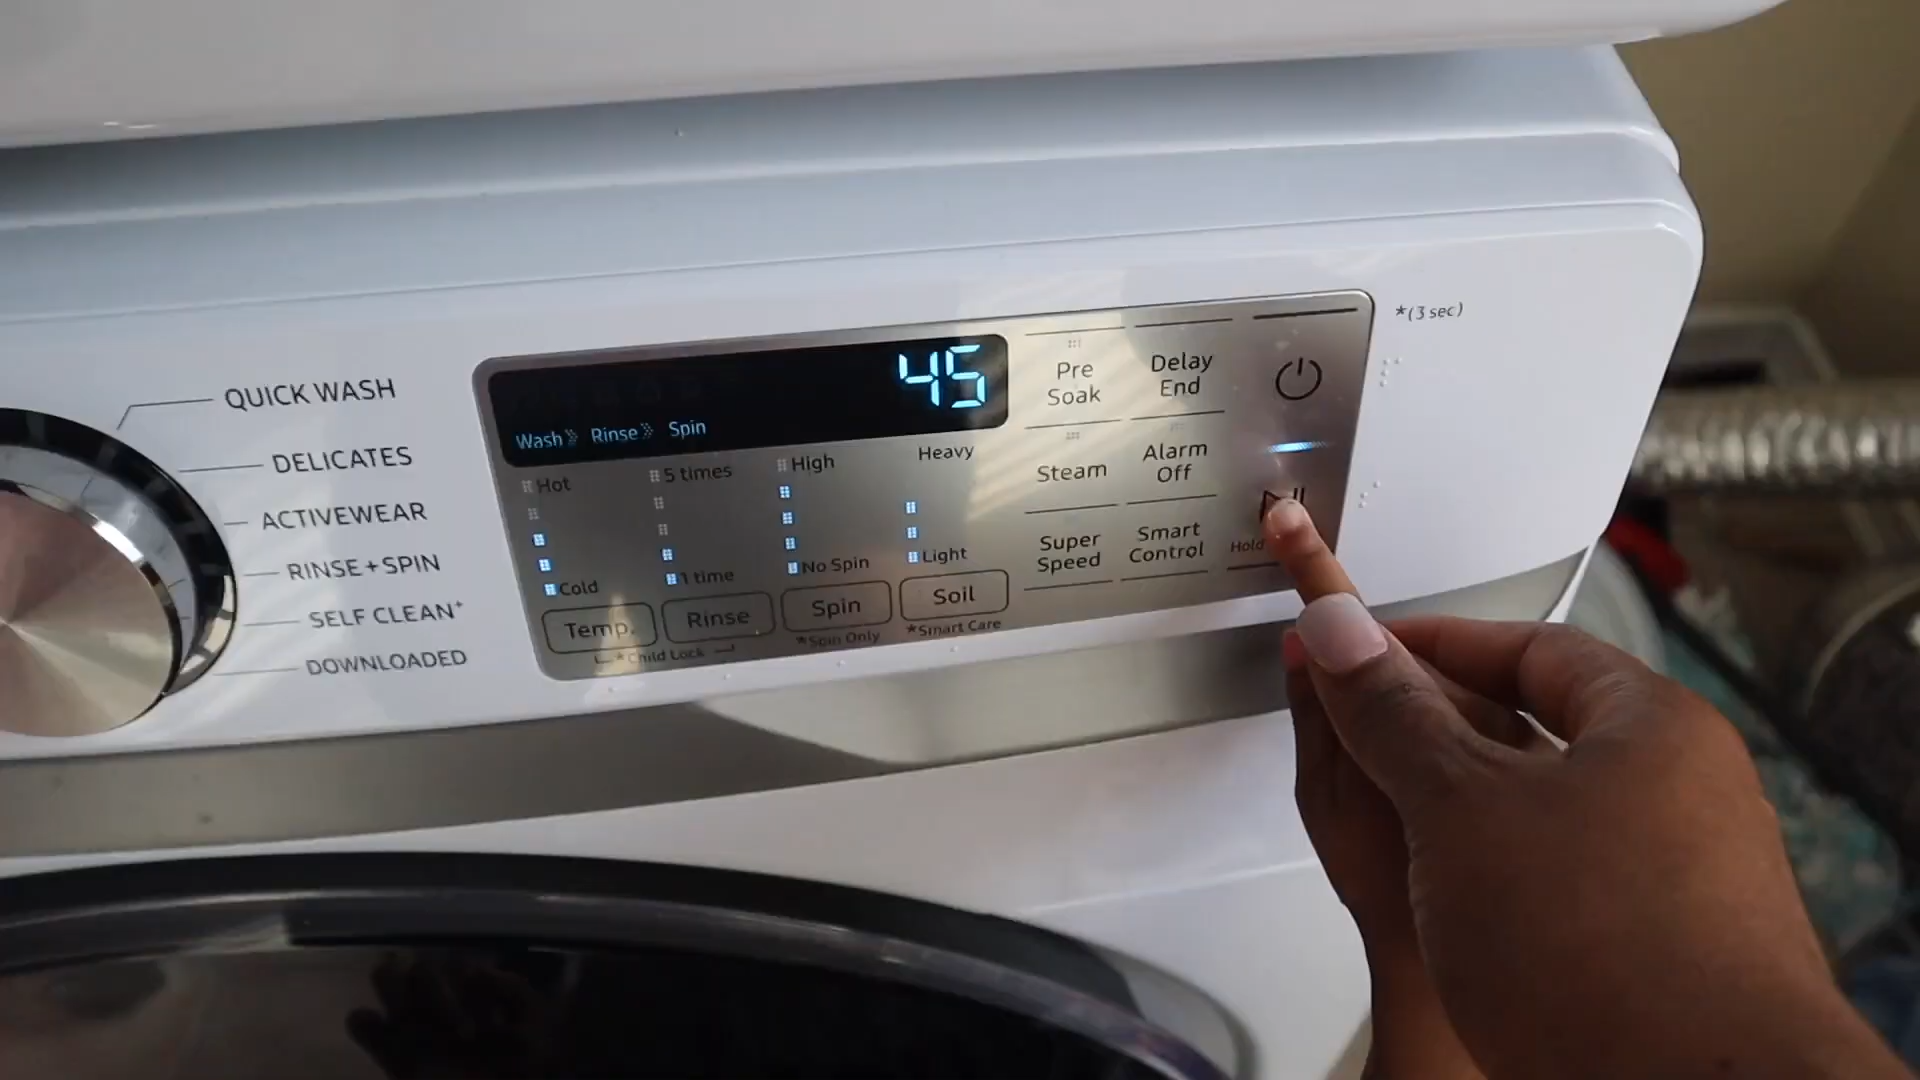 *(3 sec)
QUICK WASH
DELICATES
ACTIVEWEAR
RINSE+SPIN
SELF CLEAN+
DOWNLOADED
45
Wash Rinse Spin
Hot
5 times
High
Heavy
Cold
1 time
No Spin
Light
Temp.
Rinse
Spin
Soil
*Child Lock
*Spin Only
*Smart Care
Pre
Soak
Delay
End
Steam
Alarm
Off
Super
Speed
Smart
Control
Hold